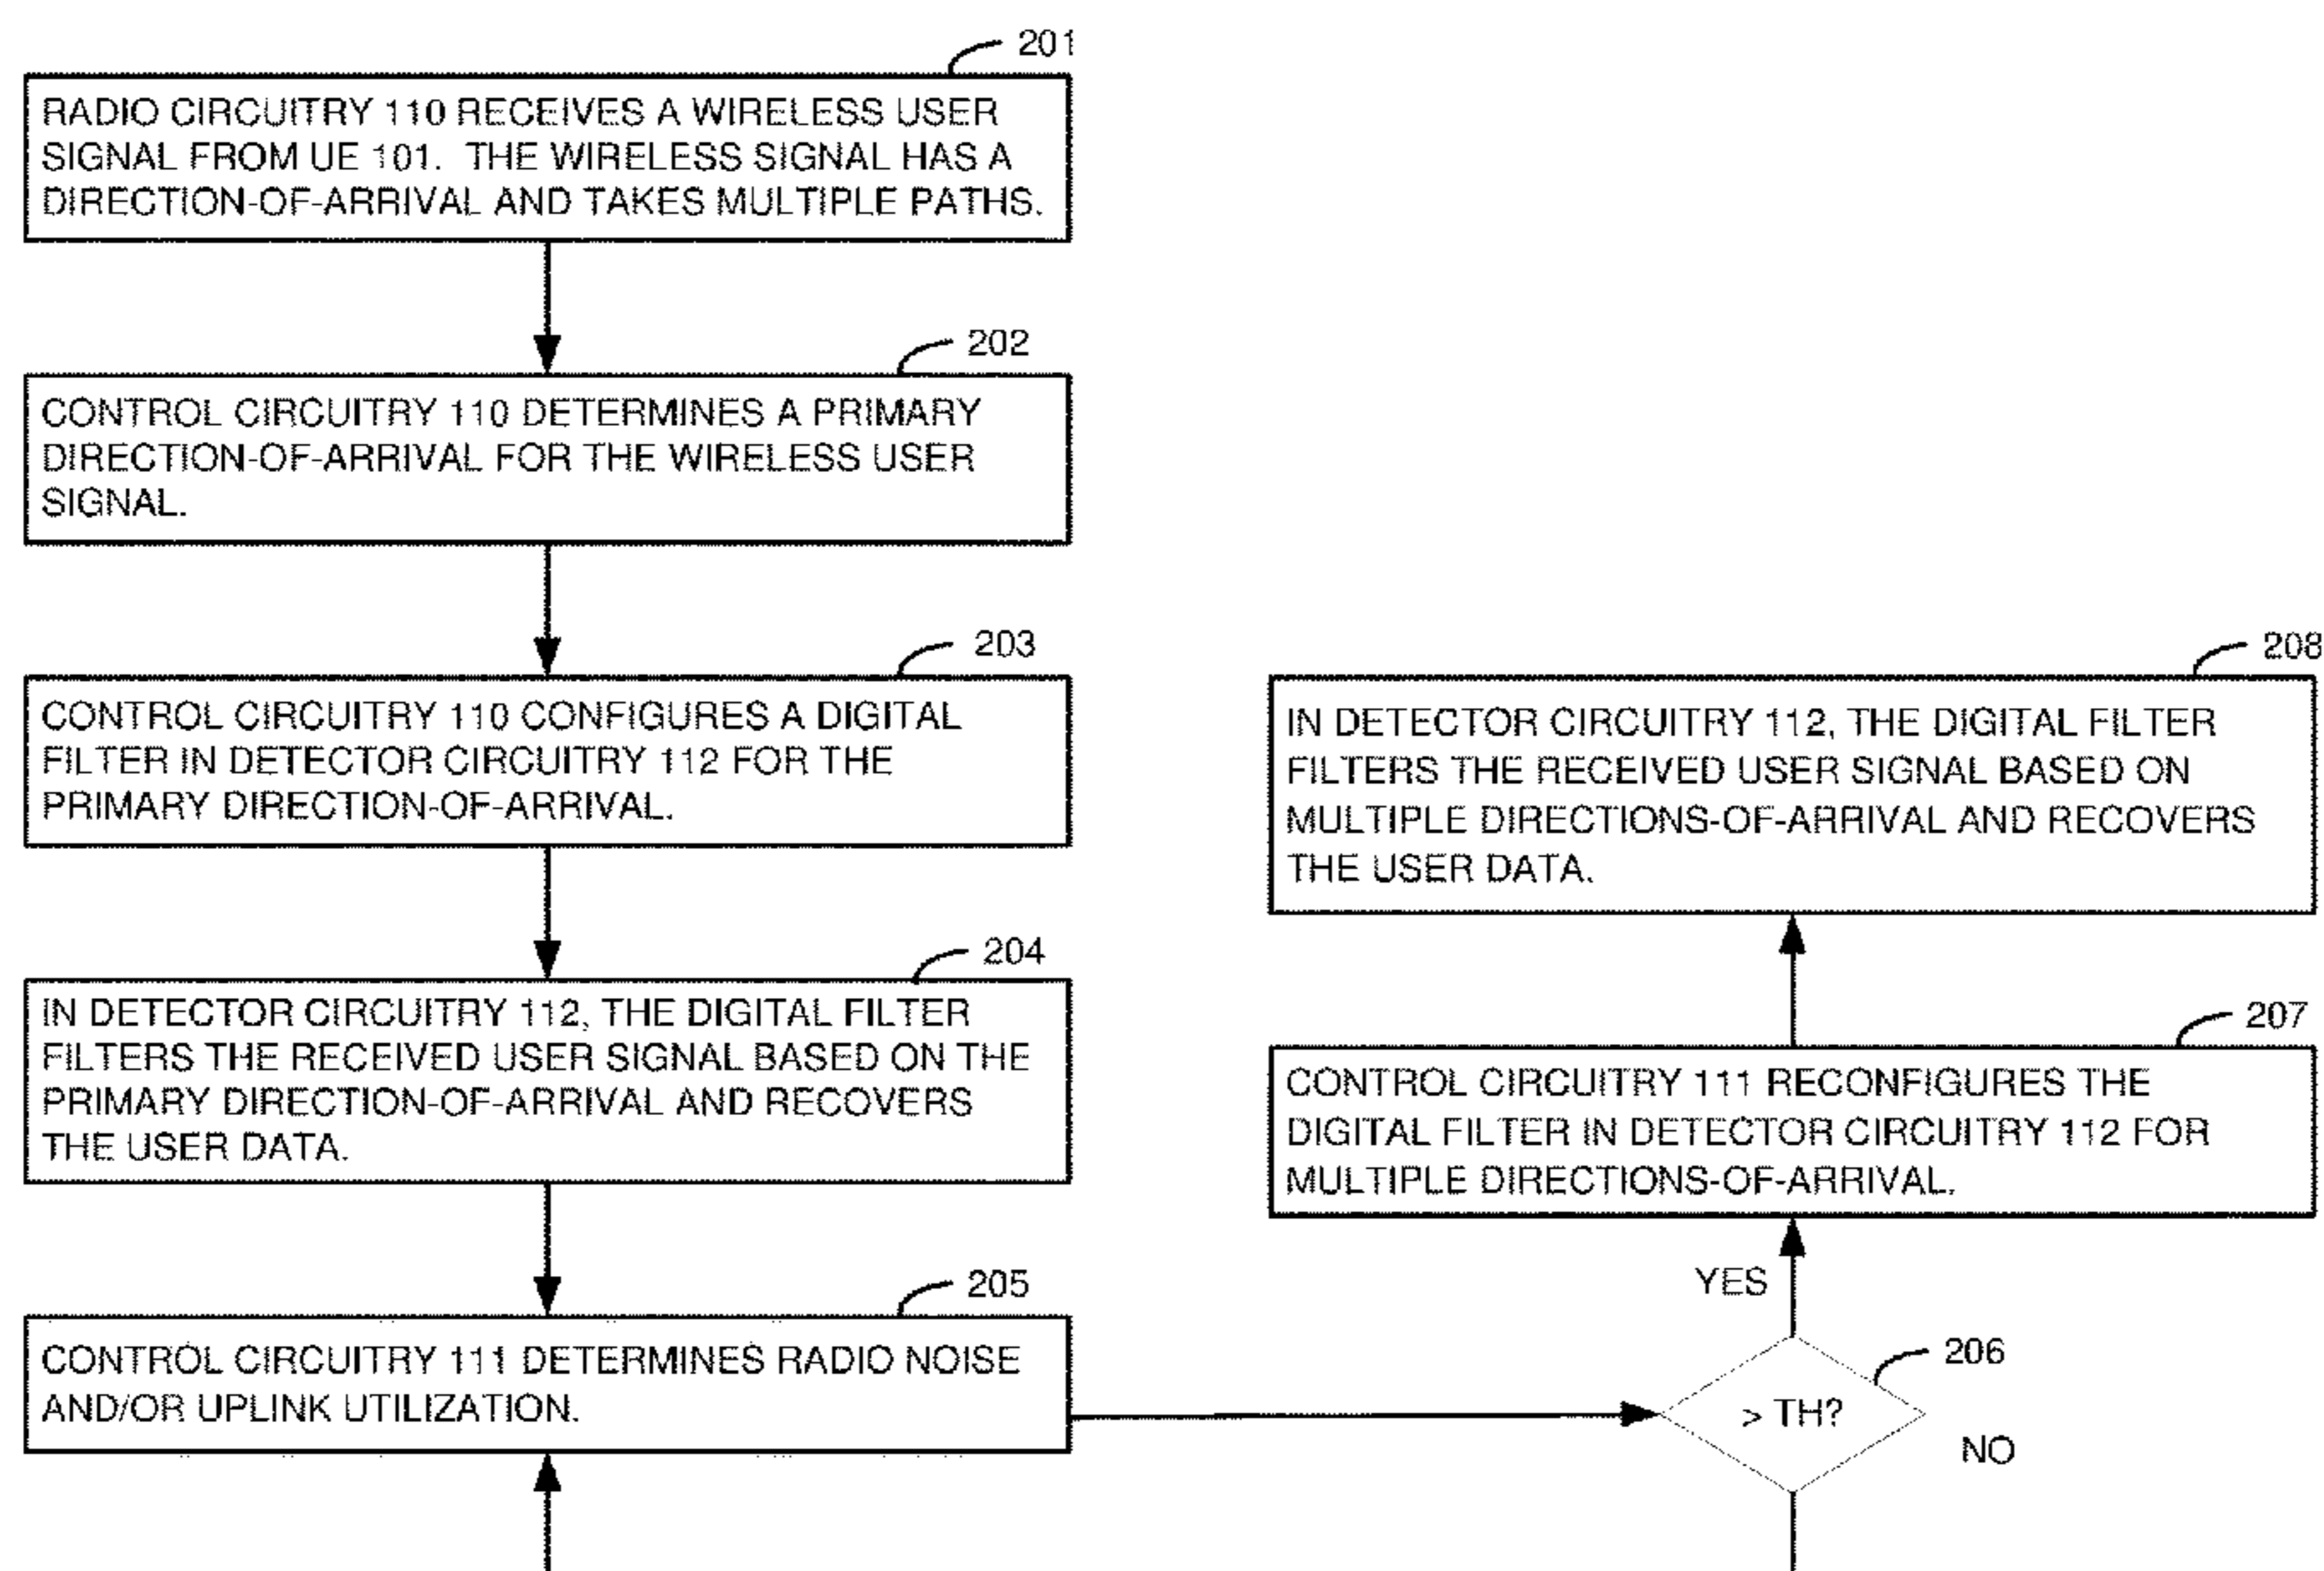 201
RADIO CIRCUITRY 110 RECEIVES A WIRELESS USER
SIGNAL FROM UE 101. THE WIRELESS SIGNAL HAS A
DIRECTION-OF-ARRIVAL AND TAKES MULTIPLE PATHS.
202
CONTROL CIRCUITRY 110 DETERMINES A PRIMARY
DIRECTION-OF-ARRIVAL FOR THE WIRELESS USER
SIGNAL.
203
CONTROL CIRCUITRY 110 CONFIGURES A DIGITAL
FILTER IN DETECTOR CIRCUITRY 112 FOR THE
PRIMARY DIRECTION-OF-ARRIVAL.
204
IN DETECTOR CIRCUITRY 112, THE DIGITAL FILTER
FILTERS THE RECEIVED USER SIGNAL BASED ON THE
PRIMARY DIRECTION-OF-ARRIVAL AND RECOVERS
THE USER DATA.
205
CONTROL CIRCUITRY 111 DETERMINES RADIO NOISE
AND/OR UPLINK UTILIZATION.
206
> TH?
NO
YES
207
CONTROL CIRCUITRY 111 RECONFIGURES THE
DIGITAL FILTER IN DETECTOR CIRCUITRY 112 FOR
MULTIPLE DIRECTIONS-OF-ARRIVAL.
208
IN DETECTOR CIRCUITRY 112, THE DIGITAL FILTER
FILTERS THE RECEIVED USER SIGNAL BASED ON
MULTIPLE DIRECTIONS-OF-ARRIVAL AND RECOVERS
THE USER DATA.